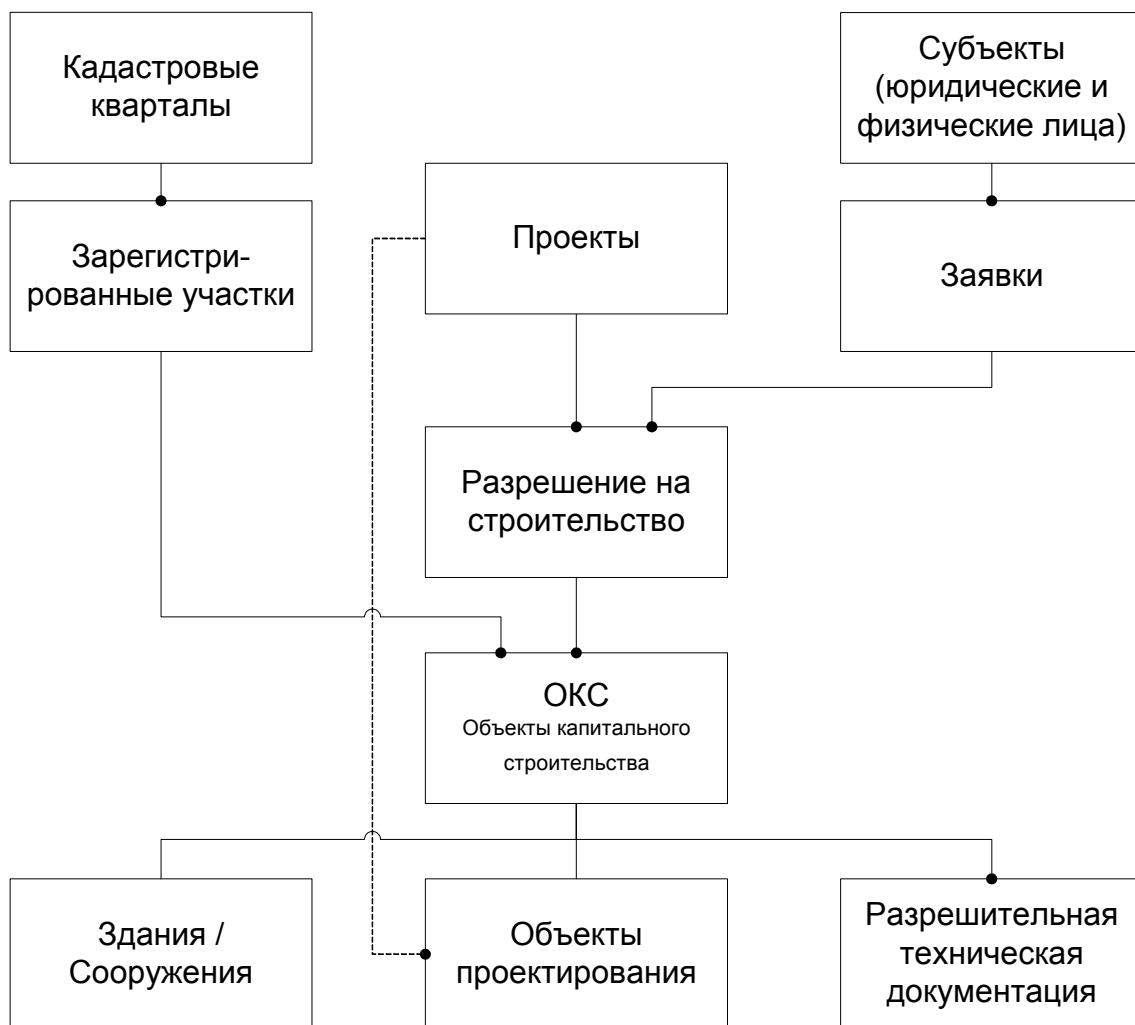 Кадастровые
кварталы
Субъекты
(юридические и
физические лица)
Проекты
Зарегистри-
рованные участки
Заявки
Разрешение на
строительство
ОКС
Объекты капитального
строительства
Здания /
Сооружения
Объекты
проектирования
Разрешительная
техническая
документация